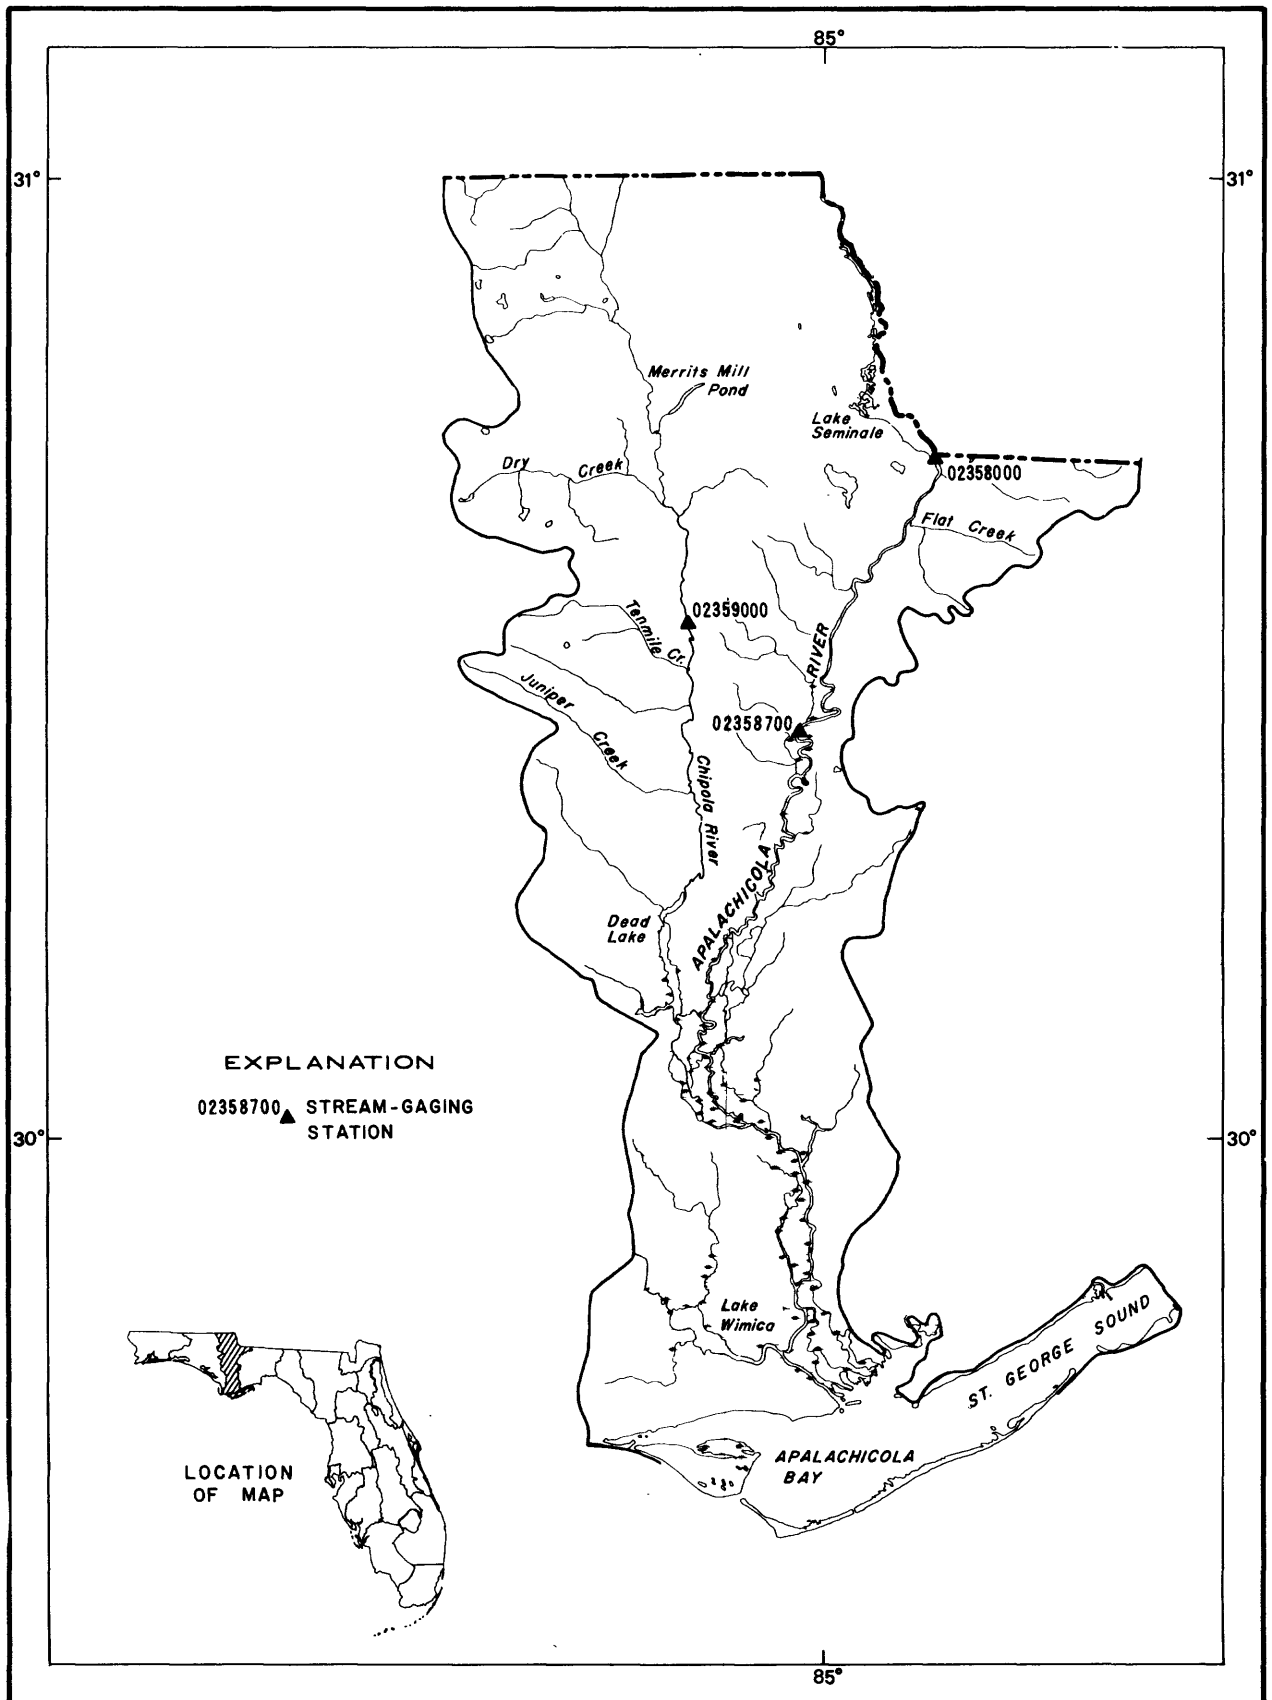 85°
31°
31°
Merrits Mill
Pond
Lake
Seminale
Dry Creek
02358000
Flat Creek
Tenmile Cr.
02359000
RIVER
Juniper Creek
02358700
Chipola River
APALACHICOLA
Dead
Lake
EXPLANATION
02358700 STREAM-GAGING
STATION
30°
30°
Lake
Wimica
ST. GEORGE SOUND
APALACHICOLA
BAY
LOCATION
OF MAP
85°